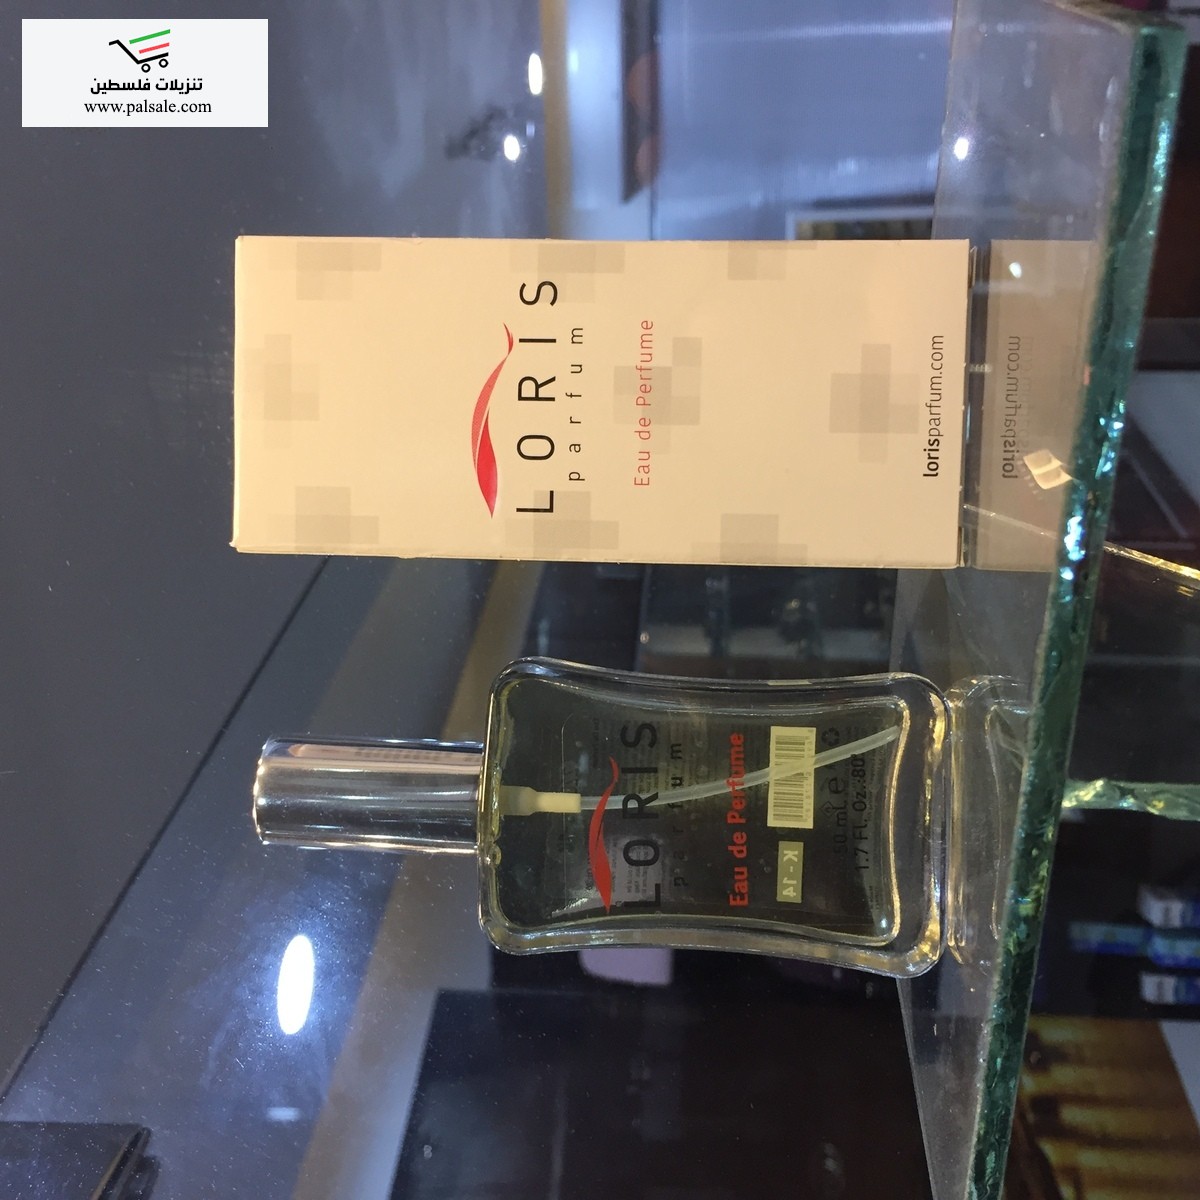 تنزيلات فلسطين
www.palsale.com
LORIS
parfum
Eau de Perfume
lorisparfum.com
LORIS
parfum
Eau de Perfume
K - 14
50 mL e
1.7 FL. Oz. 80°